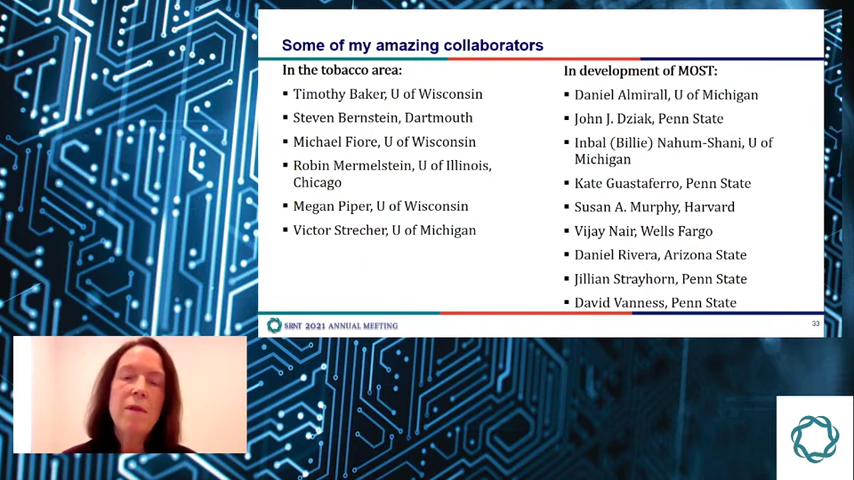 Some of my amazing collaborators
In the tobacco area:
▪ Timothy Baker, U of Wisconsin
▪ Steven Bernstein, Dartmouth
▪ Michael Fiore, U of Wisconsin
▪ Robin Mermelstein, U of Illinois,
Chicago
▪ Megan Piper, U of Wisconsin
▪ Victor Strecher, U of Michigan
In development of MOST:
▪ Daniel Almirall, U of Michigan
▪ John J. Dziak, Penn State
▪ Inbal (Billie) Nahum-Shani, U of
Michigan
▪ Kate Guastaferro, Penn State
▪ Susan A. Murphy, Harvard
▪ Vijay Nair, Wells Fargo
▪ Daniel Rivera, Arizona State
▪ Jillian Strayhorn, Penn State
▪ David Vanness, Penn State
SRNT 2021 ANNUAL MEETING
33